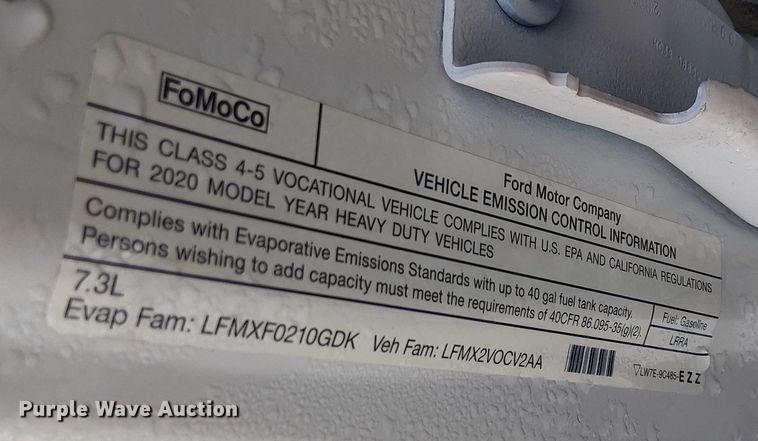 FoMoCo
Ford Motor Company
VEHICLE EMISSION CONTROL INFORMATION
THIS CLASS 4-5 VOCATIONAL VEHICLE COMPLIES WITH U.S. EPA AND CALIFORNIA REGULATIONS
FOR 2020 MODEL YEAR HEAVY DUTY VEHICLES
Complies with Evaporative Emissions Standards with up to 40 gal fuel tank capacity.
Persons wishing to add capacity must meet the requirements of 40CFR 86.095-35(g)(2).
Fuel: Gasoline
7.3L
LRRA
Evap Fam: LFMXF0210GDK Veh Fam: LFMX2VOCV2AA
LW7E-9C485-EZZ
Purple Wave Auction